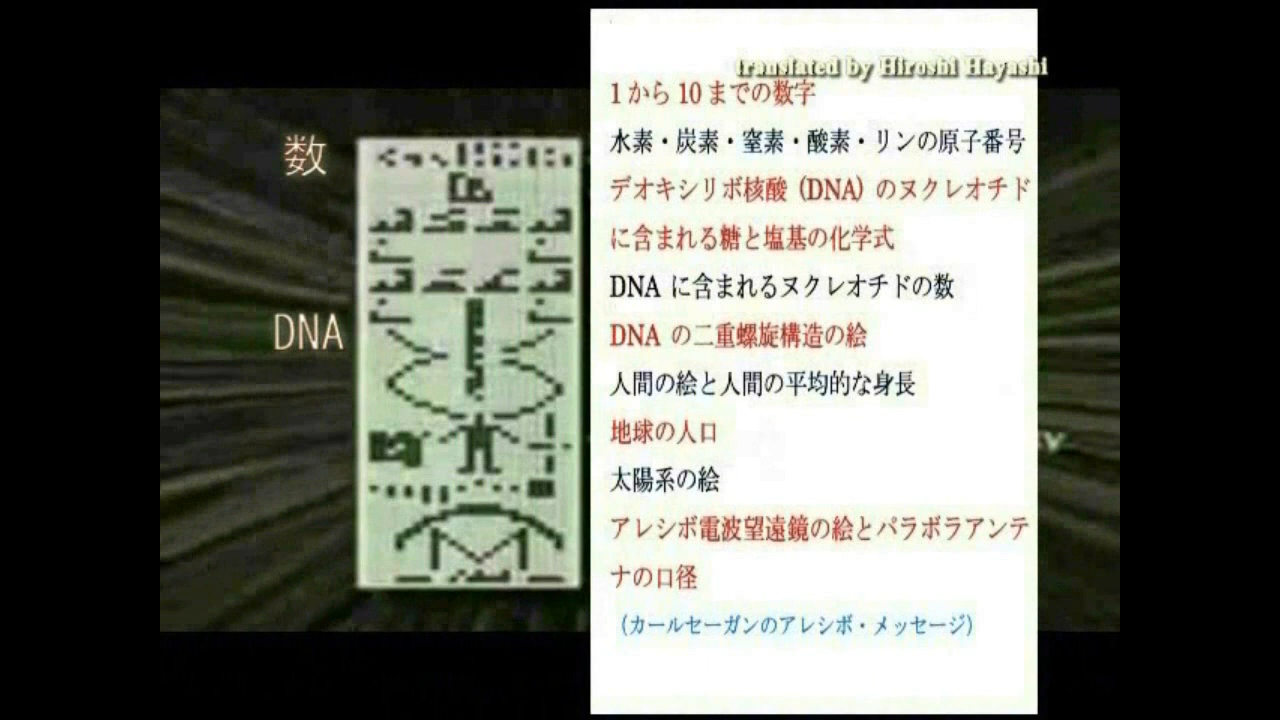 translated by Hiroshi Hayashi
数
DNA
1から10までの数字
水素・炭素・窒素・酸素・リンの原子番号
デオキシリボ核酸（DNA）のヌクレオチド
に含まれる糖と塩基の化学式
DNAに含まれるヌクレオチドの数
DNAの二重螺旋構造の絵
人間の絵と人間の平均的な身長
地球の人口
太陽系の絵
アレシボ電波望遠鏡の絵とパラボラアンテ
ナの口径
（カールセーガンのアレシボ・メッセージ）